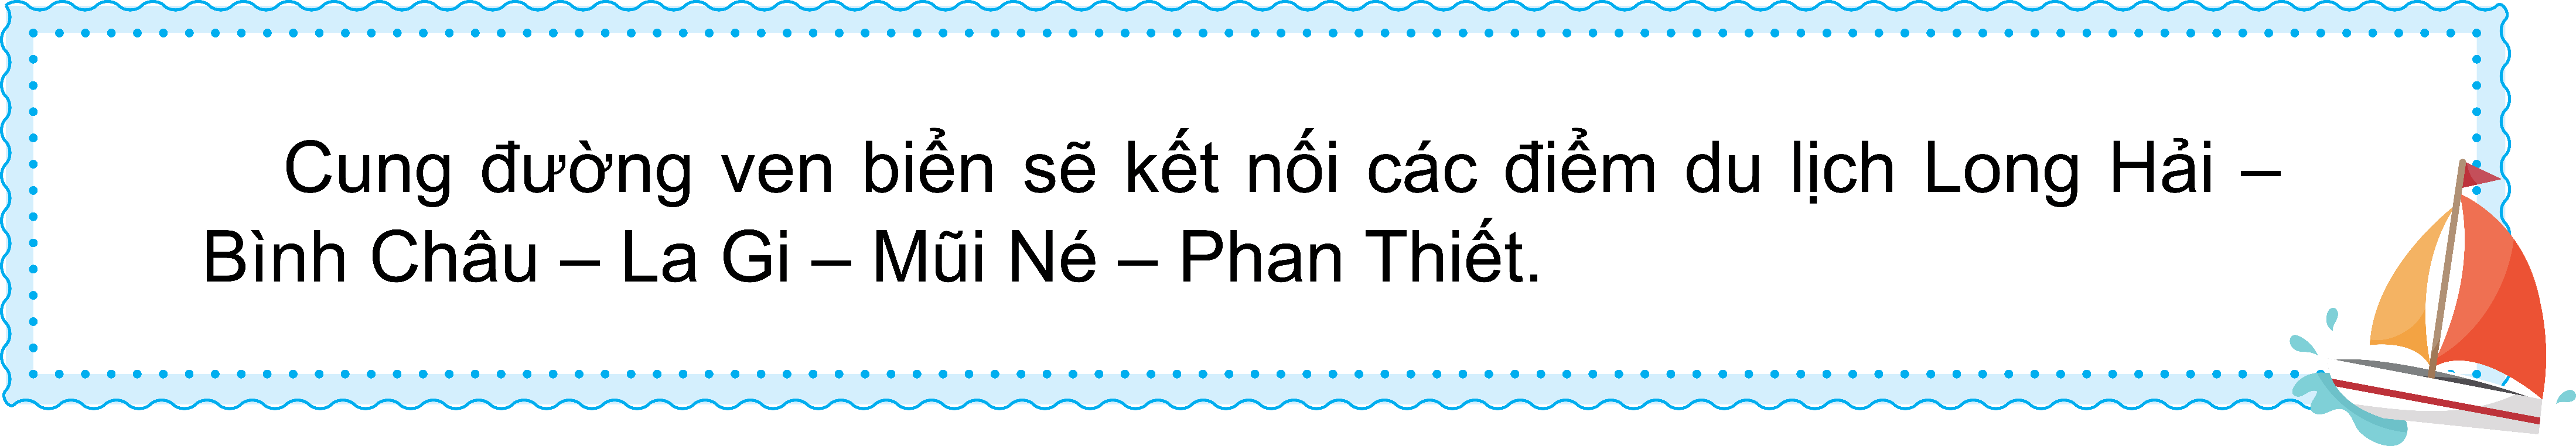 Cung đường ven biển sẽ kết nối các điểm du lịch Long Hải –
Bình Châu – La Gi – Mũi Né – Phan Thiết.